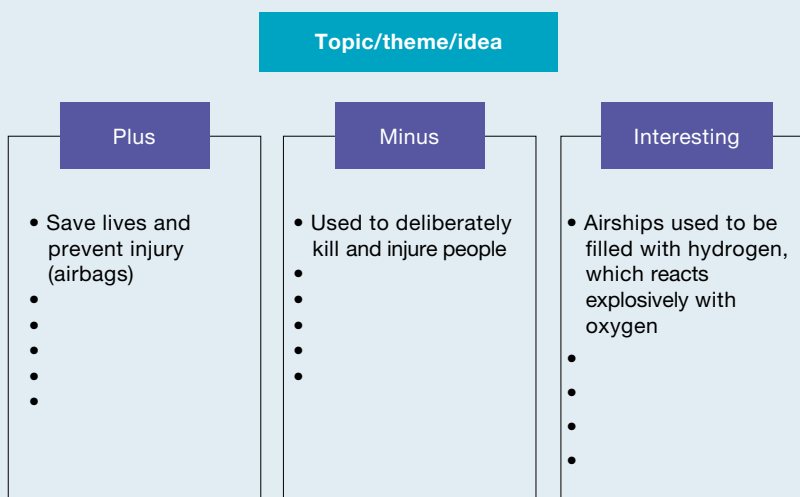 Topic/theme/idea
Plus
• Save lives and
prevent injury
(airbags)
•
•
•
•
•
Minus
• Used to deliberately
kill and injure people
•
•
•
•
•
Interesting
• Airships used to be
filled with hydrogen,
which reacts
explosively with
oxygen
•
•
•
•